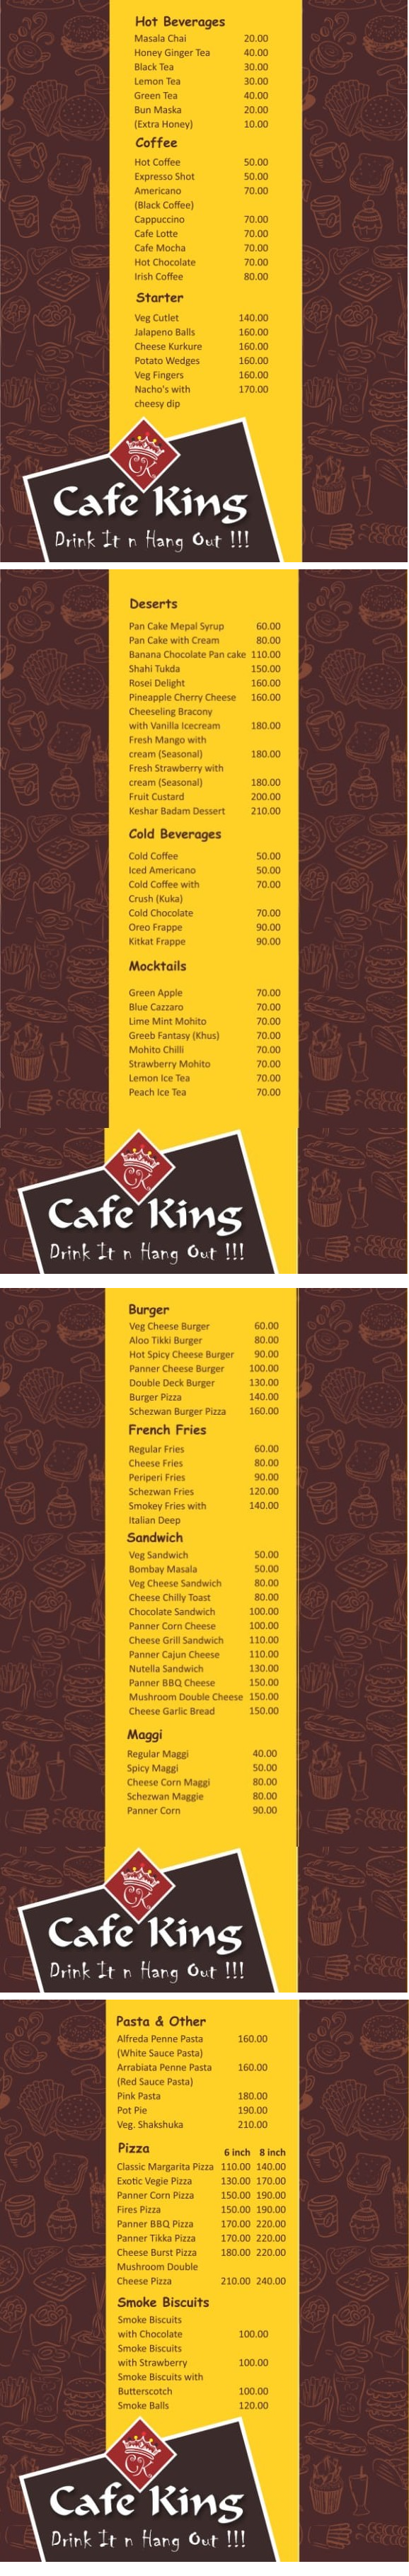 Hot Beverages
Masala Chai 20.00
Honey Ginger Tea 40.00
Black Tea 30.00
Lemon Tea 30.00
Green Tea 40.00
Bun Maska 20.00
(Extra Honey) 10.00
Coffee
Hot Coffee 50.00
Expresso Shot 50.00
Americano 70.00
(Black Coffee)
Cappuccino 70.00
Cafe Lotte 70.00
Cafe Mocha 70.00
Hot Chocolate 70.00
Irish Coffee 80.00
Starter
Veg Cutlet 140.00
Jalapeno Balls 160.00
Cheese Kurkure 160.00
Potato Wedges 160.00
Veg Fingers 160.00
Nacho's with 170.00
cheesy dip
CK
Cafe King
Drink It n Hang Out !!!
Deserts
Pan Cake Mepal Syrup 60.00
Pan Cake with Cream 80.00
Banana Chocolate Pan cake 110.00
Shahi Tukda 150.00
Rosei Delight 160.00
Pineapple Cherry Cheese 160.00
Cheeseling Bracony
with Vanilla Icecream 180.00
Fresh Mango with
cream (Seasonal) 180.00
Fresh Strawberry with
cream (Seasonal) 180.00
Fruit Custard 200.00
Keshar Badam Dessert 210.00
Cold Beverages
Cold Coffee 50.00
Iced Americano 50.00
Cold Coffee with 70.00
Crush (Kuka)
Cold Chocolate 70.00
Oreo Frappe 90.00
Kitkat Frappe 90.00
Mocktails
Green Apple 70.00
Blue Cazzaro 70.00
Lime Mint Mohito 70.00
Greeb Fantasy (Khus) 70.00
Mohito Chilli 70.00
Strawberry Mohito 70.00
Lemon Ice Tea 70.00
Peach Ice Tea 70.00
CK
Cafe King
Drink It n Hang Out !!!
Burger
Veg Cheese Burger 60.00
Aloo Tikki Burger 80.00
Hot Spicy Cheese Burger 90.00
Panner Cheese Burger 100.00
Double Deck Burger 130.00
Burger Pizza 140.00
Schezwan Burger Pizza 160.00
French Fries
Regular Fries 60.00
Cheese Fries 80.00
Periperi Fries 90.00
Schezwan Fries 120.00
Smokey Fries with 140.00
Italian Deep
Sandwich
Veg Sandwich 50.00
Bombay Masala 50.00
Veg Cheese Sandwich 80.00
Cheese Chilly Toast 80.00
Chocolate Sandwich 100.00
Panner Corn Cheese 100.00
Cheese Grill Sandwich 110.00
Panner Cajun Cheese 110.00
Nutella Sandwich 130.00
Panner BBQ Cheese 150.00
Mushroom Double Cheese 150.00
Cheese Garlic Bread 150.00
Maggi
Regular Maggi 40.00
Spicy Maggi 50.00
Cheese Corn Maggi 80.00
Schezwan Maggie 80.00
Panner Corn 90.00
CK
Cafe King
Drink It n Hang Out !!!
Pasta & Other
Alfreda Penne Pasta 160.00
(White Sauce Pasta)
Arrabiata Penne Pasta 160.00
(Red Sauce Pasta)
Pink Pasta 180.00
Pot Pie 190.00
Veg. Shakshuka 210.00
Pizza 6 inch 8 inch
Classic Margarita Pizza 110.00 140.00
Exotic Vegie Pizza 130.00 170.00
Panner Corn Pizza 150.00 190.00
Fires Pizza 150.00 190.00
Panner BBQ Pizza 170.00 220.00
Panner Tikka Pizza 170.00 220.00
Cheese Burst Pizza 180.00 220.00
Mushroom Double
Cheese Pizza 210.00 240.00
Smoke Biscuits
Smoke Biscuits
with Chocolate 100.00
Smoke Biscuits
with Strawberry 100.00
Smoke Biscuits with
Butterscotch 100.00
Smoke Balls 120.00
CK
Cafe King
Drink It n Hang Out !!!